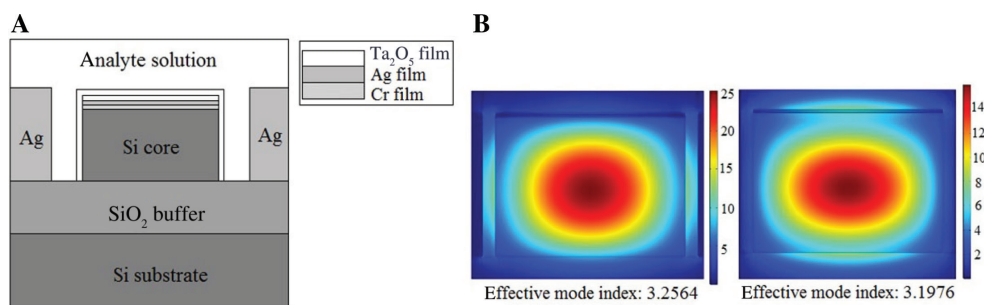 A
Analyte solution
Ag
Si core
Ag
SiO₂ buffer
Si substrate
Ta₂O₅ film
Ag film
Cr film
B
25
20
15
10
5
14
12
10
8
6
4
2
Effective mode index: 3.2564
Effective mode index: 3.1976